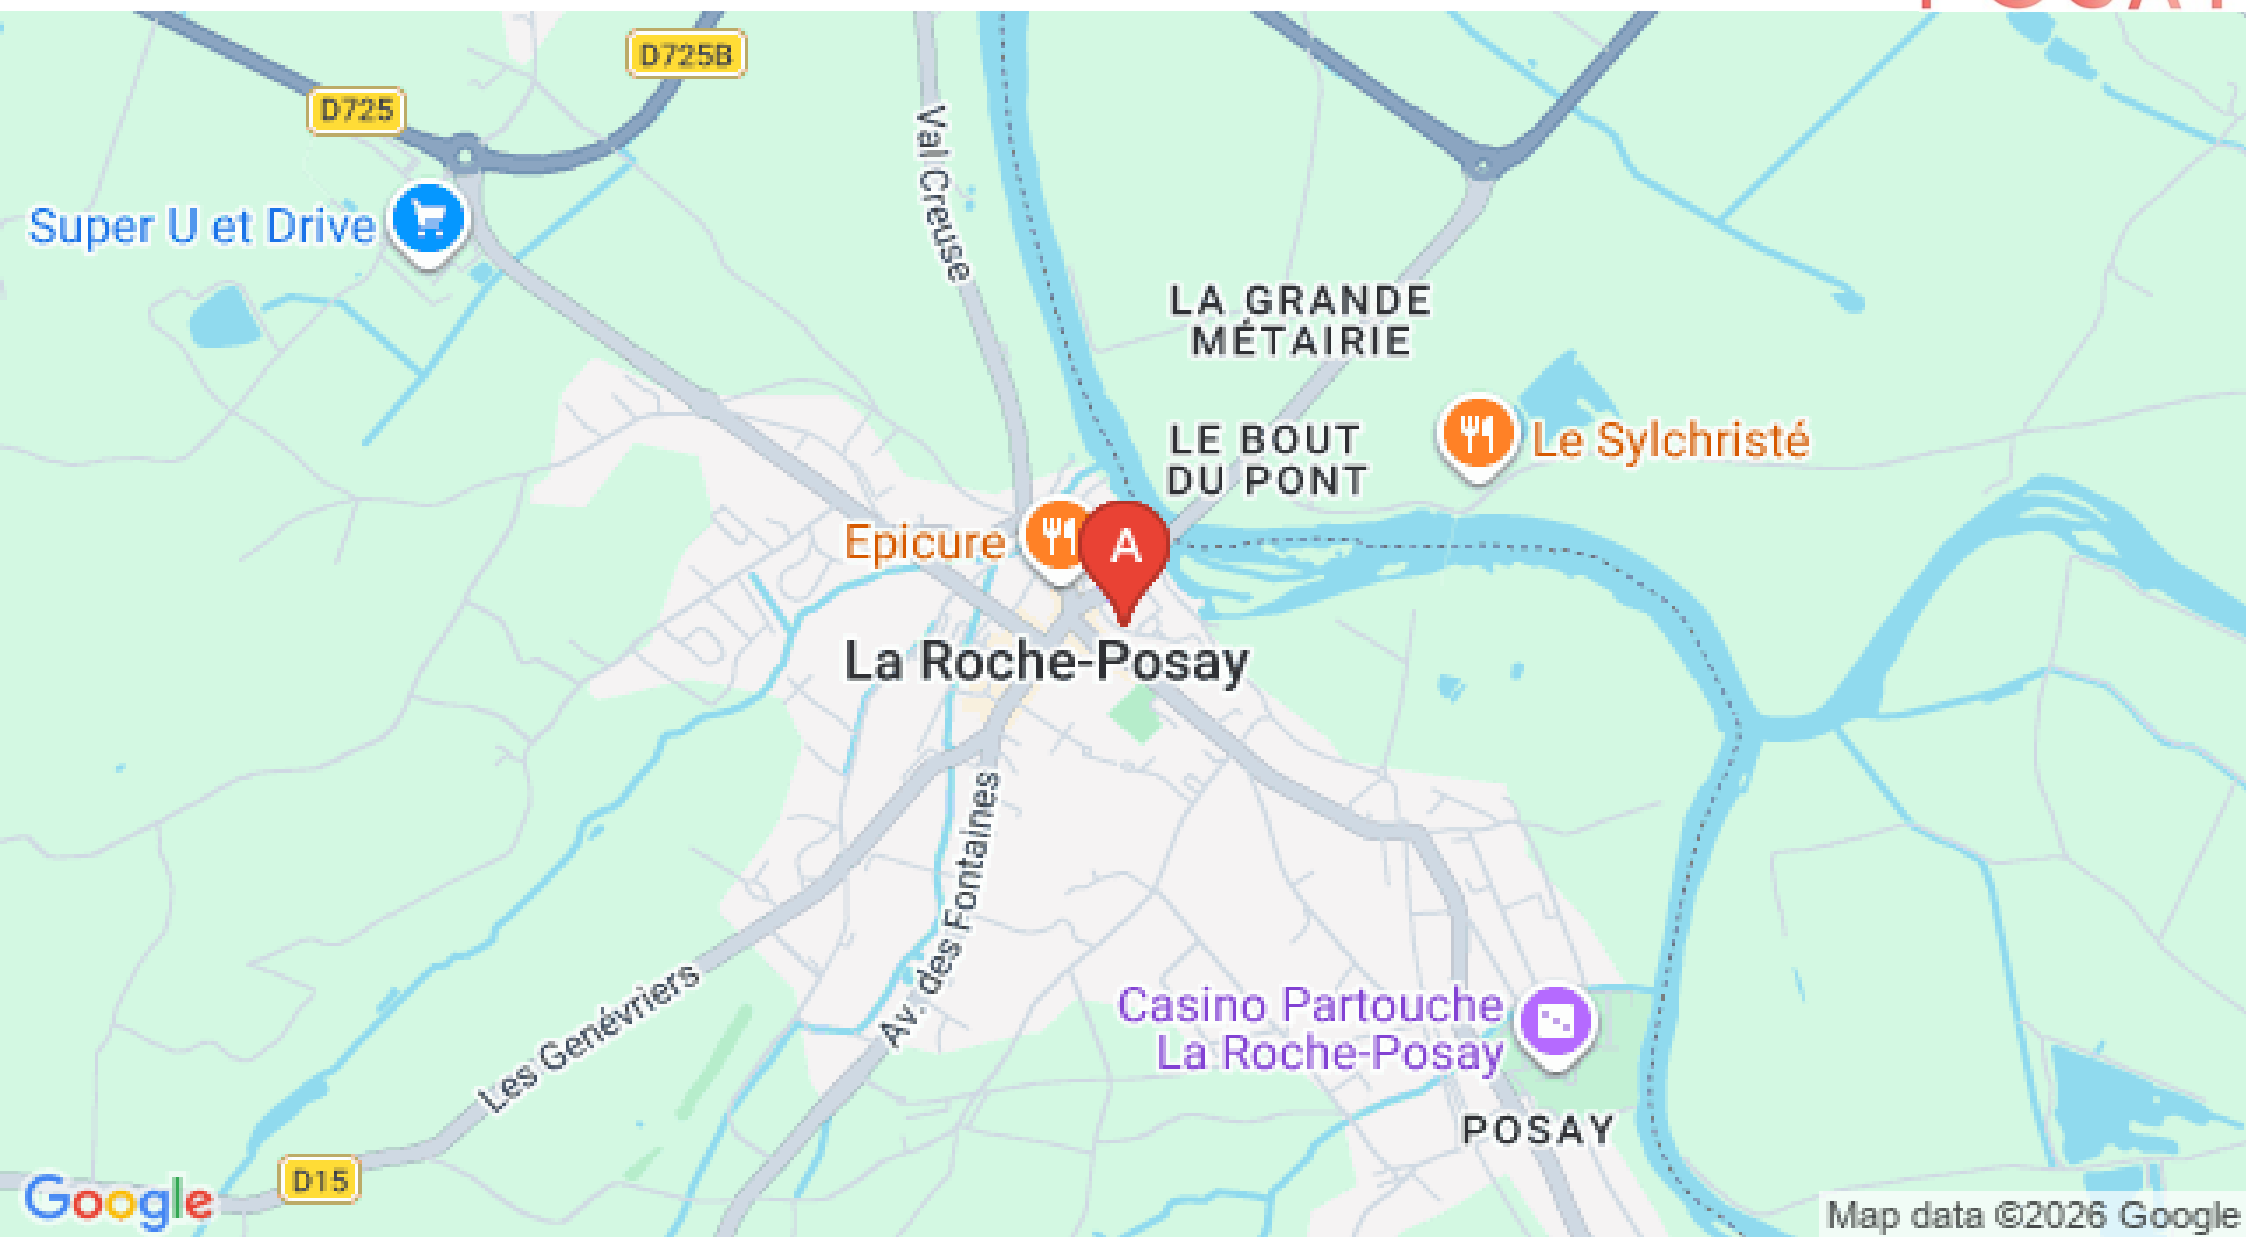 D725B
D725
Val Creuse
Super U et Drive
LA GRANDE
MÉTAIRIE
LE BOUT
DU PONT
Le Sylchristé
Epicure
A
La Roche-Posay
Av. des Fontaines
Les Genévriers
Casino Partouche
La Roche-Posay
POSAY
D15
Google
Map data ©2026 Google